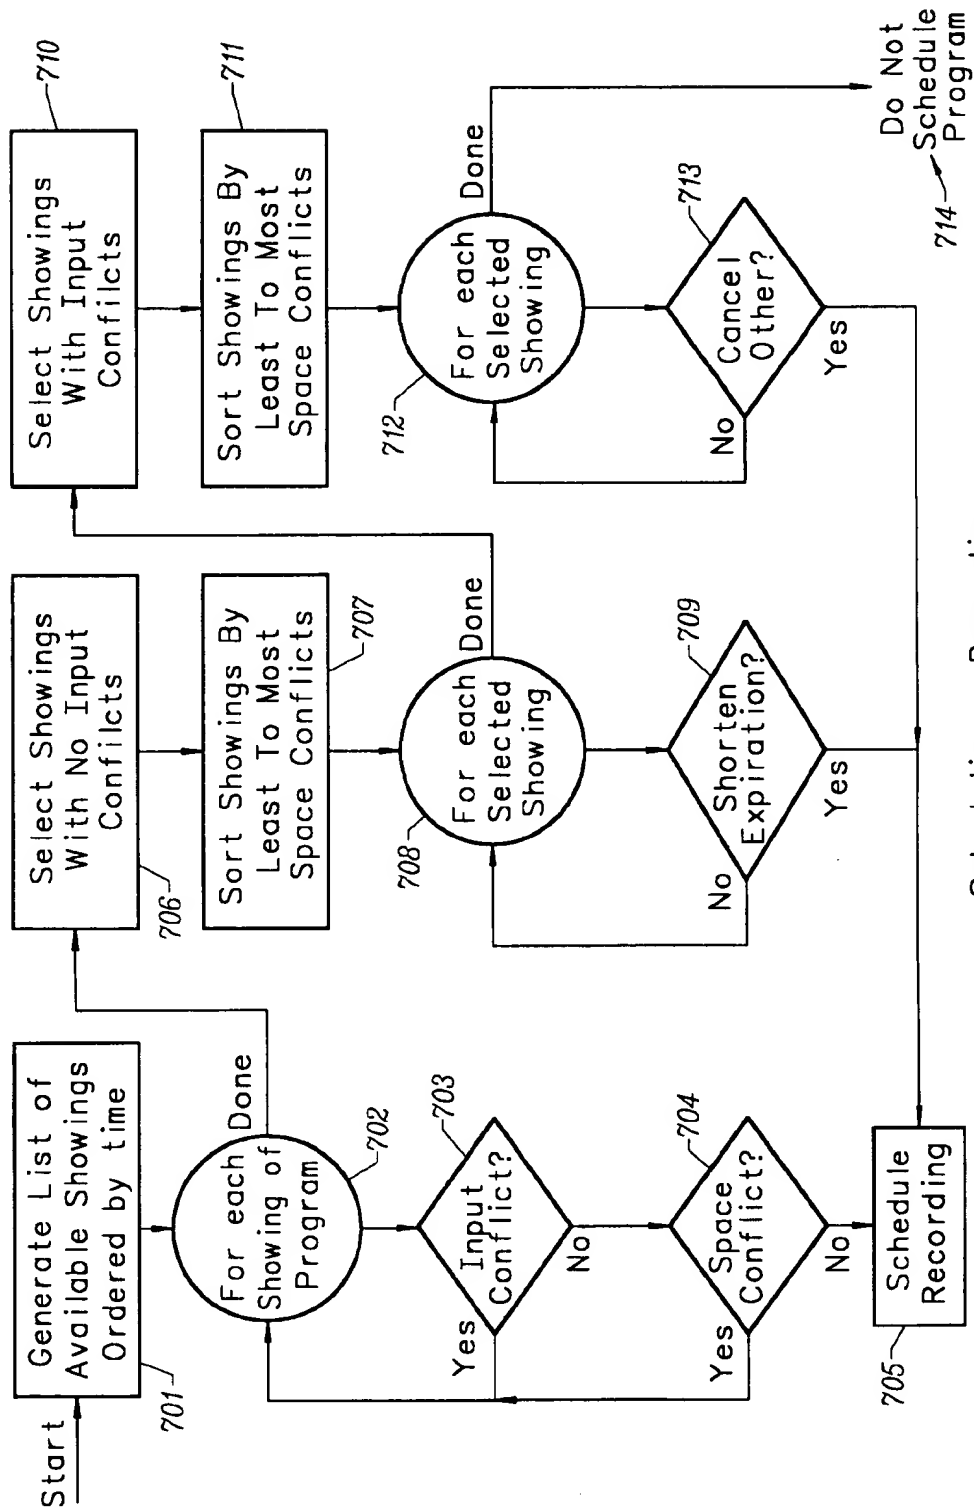 Start
Generate List of
Available Showings
Ordered by time
701
For each
Showing of
Program
702
Done
Input
Conflict?
703
Yes
No
Space
Conflict?
704
Yes
No
Schedule
Recording
705
Select Showings
With No Input
Confilcts
706
Sort Showings By
Least To Most
Space Conflicts
707
For each
Selected
Showing
708
Done
Shorten
Expiration?
709
No
Yes
Select Showings
With Input
Confilcts
710
Sort Showings By
Least To Most
Space Conflicts
711
For each
Selected
Showing
712
Done
Cancel
Other?
713
No
Yes
Do Not
Schedule
Program
714